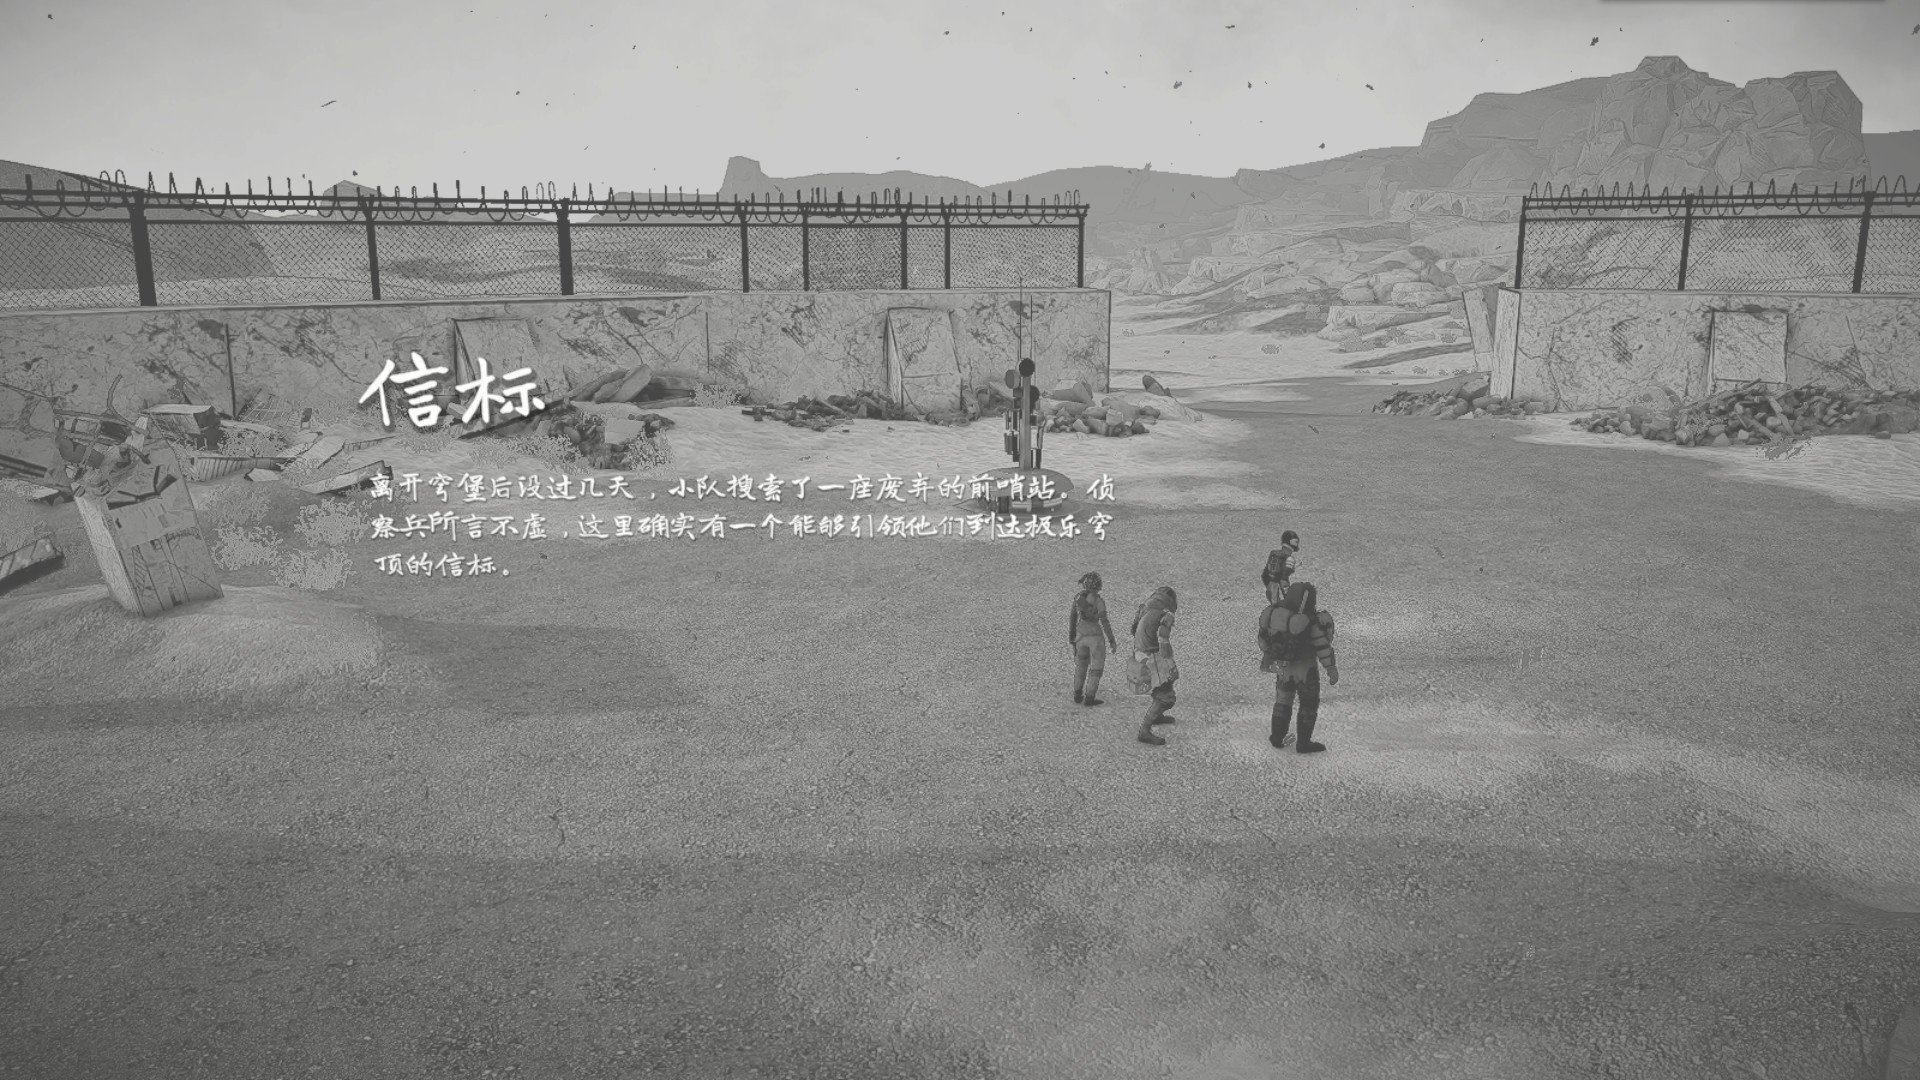 信标
离开穹堡后没过几天，小队搜索了一座废弃的前哨站。侦
察兵所言不虚，这里确实有一个能够引领他们到达极乐穹
顶的信标。